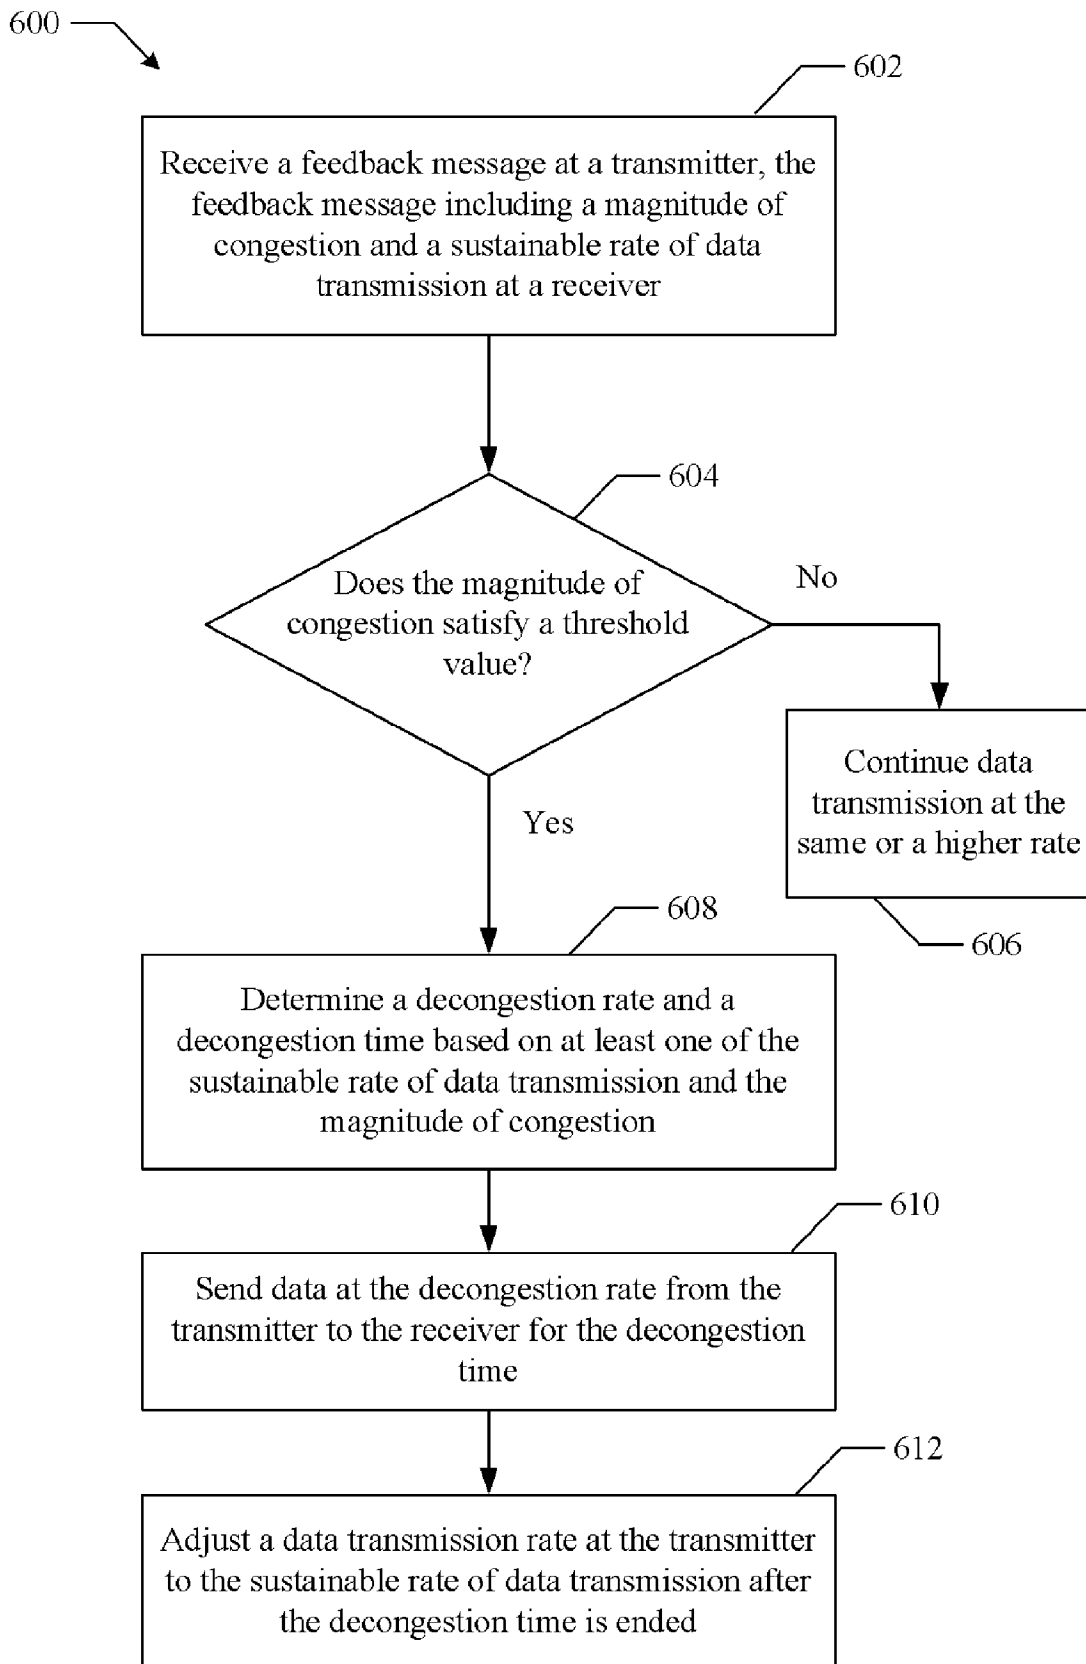 600
602
Receive a feedback message at a transmitter, the
feedback message including a magnitude of
congestion and a sustainable rate of data
transmission at a receiver
604
Does the magnitude of
congestion satisfy a threshold
value?
No
Continue data
transmission at the
same or a higher rate
606
Yes
608
Determine a decongestion rate and a
decongestion time based on at least one of the
sustainable rate of data transmission and the
magnitude of congestion
610
Send data at the decongestion rate from the
transmitter to the receiver for the decongestion
time
612
Adjust a data transmission rate at the transmitter
to the sustainable rate of data transmission after
the decongestion time is ended